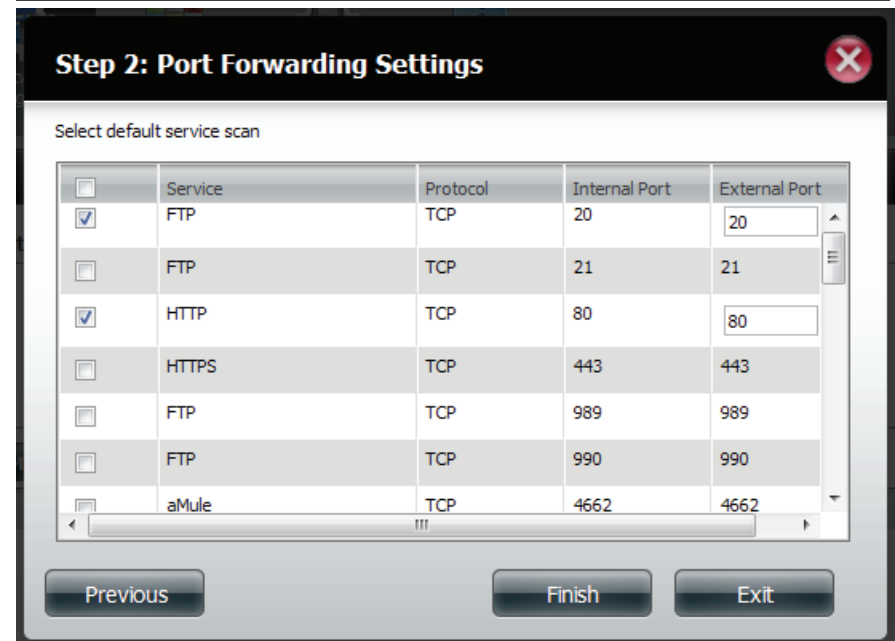 Step 2: Port Forwarding Settings
Select default service scan
Service Protocol Internal Port External Port
FTP TCP 20 20
FTP TCP 21 21
HTTP TCP 80 80
HTTPS TCP 443 443
FTP TCP 989 989
FTP TCP 990 990
aMule TCP 4662 4662
Previous Finish Exit